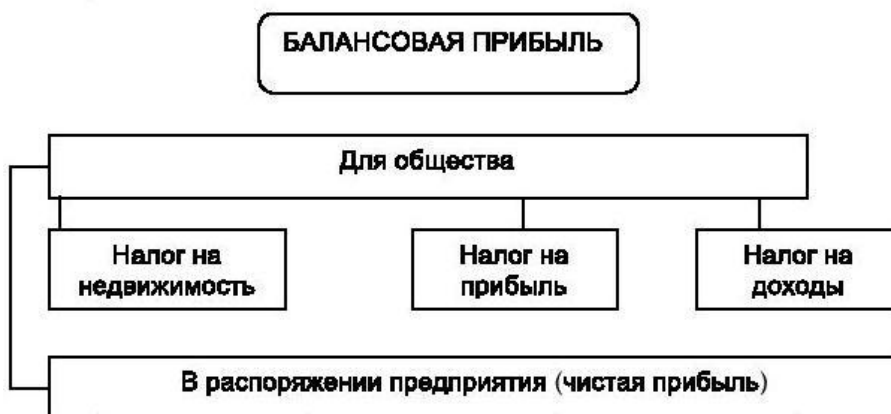 БАЛАНСОВАЯ ПРИБЫЛЬ
Для общества
Налог на
недвижимость
Налог на
прибыль
Налог на
доходы
В распоряжении предприятия (чистая прибыль)